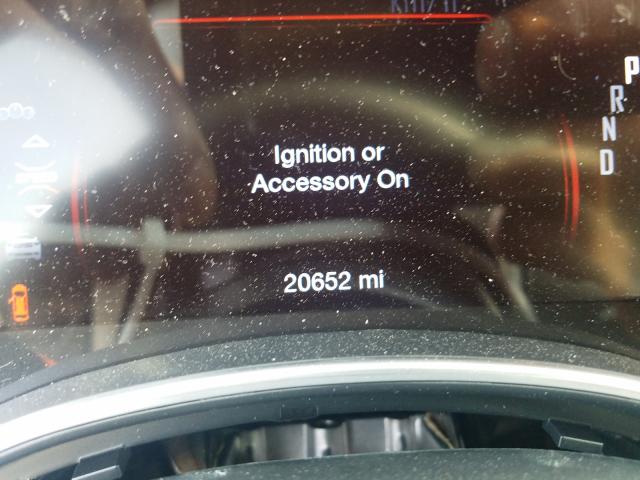 Ignition or
Accessory On
20652 mi
P
R
N
D